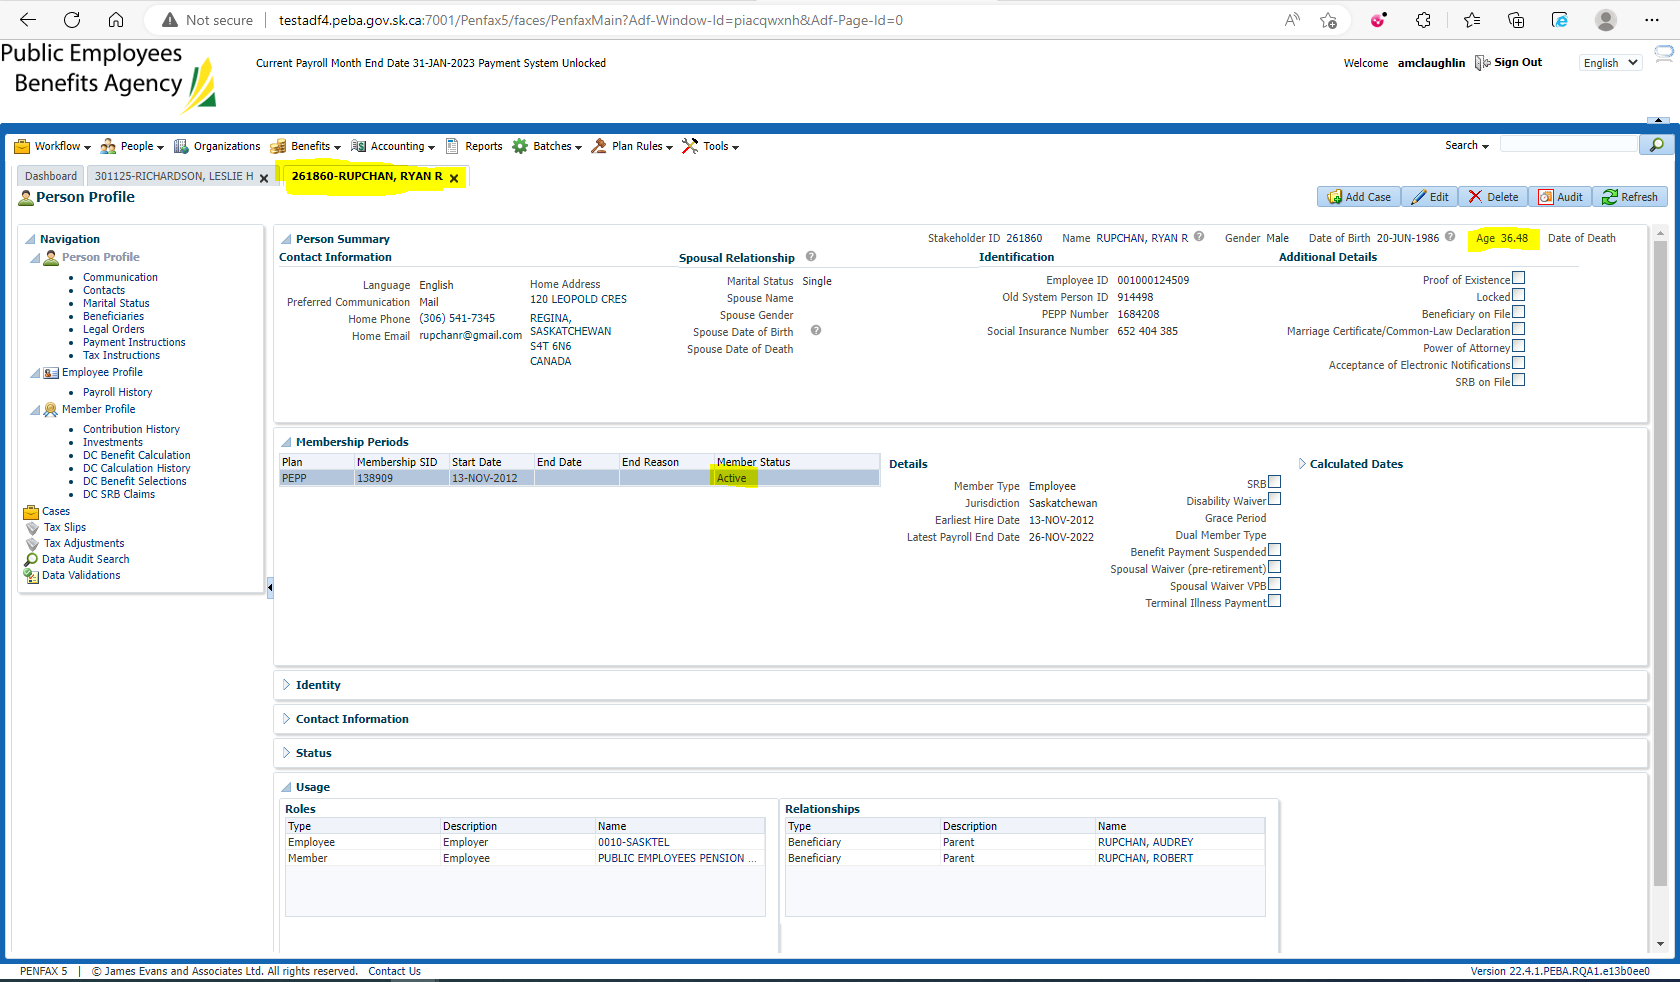 Not secure | testadf4.peba.gov.sk.ca:7001/Penfax5/faces/PenfaxMain?Adf-Window-Id=piacqwxnh&Adf-Page-Id=0
Public Employees
Benefits Agency
Current Payroll Month End Date 31-JAN-2023 Payment System Unlocked
Welcome amclaughlin Sign Out English
Workflow People Organizations Benefits Accounting Reports Batches Plan Rules Tools Search
Dashboard 301125-RICHARDSON, LESLIE H 261860-RUPCHAN, RYAN R
Person Profile
Add Case Edit Delete Audit Refresh
Navigation
Person Profile
Communication
Contacts
Marital Status
Beneficiaries
Legal Orders
Payment Instructions
Tax Instructions
Employee Profile
Payroll History
Member Profile
Contribution History
Investments
DC Benefit Calculation
DC Calculation History
DC Benefit Selections
DC SRB Claims
Cases
Tax Slips
Tax Adjustments
Data Audit Search
Data Validations
Person Summary
Stakeholder ID 261860 Name RUPCHAN, RYAN R Gender Male Date of Birth 20-JUN-1986 Age 36.48 Date of Death
Contact Information
Language English
Preferred Communication Mail
Home Phone (306) 541-7345
Home Email rupchanr@gmail.com
Home Address
120 LEOPOLD CRES
REGINA,
SASKATCHEWAN
S4T 6N6
CANADA
Spousal Relationship
Marital Status Single
Spouse Name
Spouse Gender
Spouse Date of Birth
Spouse Date of Death
Identification
Employee ID 001000124509
Old System Person ID 914498
PEPP Number 1684208
Social Insurance Number 652 404 385
Additional Details
Proof of Existence
Locked
Beneficiary on File
Marriage Certificate/Common-Law Declaration
Power of Attorney
Acceptance of Electronic Notifications
SRB on File
Membership Periods
Plan Membership SID Start Date End Date End Reason Member Status
PEPP 138909 13-NOV-2012 Active
Details
Member Type Employee
Jurisdiction Saskatchewan
Earliest Hire Date 13-NOV-2012
Latest Payroll End Date 26-NOV-2022
SRB
Disability Waiver
Grace Period
Dual Member Type
Benefit Payment Suspended
Spousal Waiver (pre-retirement)
Spousal Waiver VPB
Terminal Illness Payment
Calculated Dates
Identity
Contact Information
Status
Usage
Roles
Type Description Name
Employee Employer 0010-SASKTEL
Member Employee PUBLIC EMPLOYEES PENSION ...
Relationships
Type Description Name
Beneficiary Parent RUPCHAN, AUDREY
Beneficiary Parent RUPCHAN, ROBERT
PENFAX 5 | © James Evans and Associates Ltd. All rights reserved. Contact Us
Version 22.4.1.PEBA.RQA1.e13b0ee0